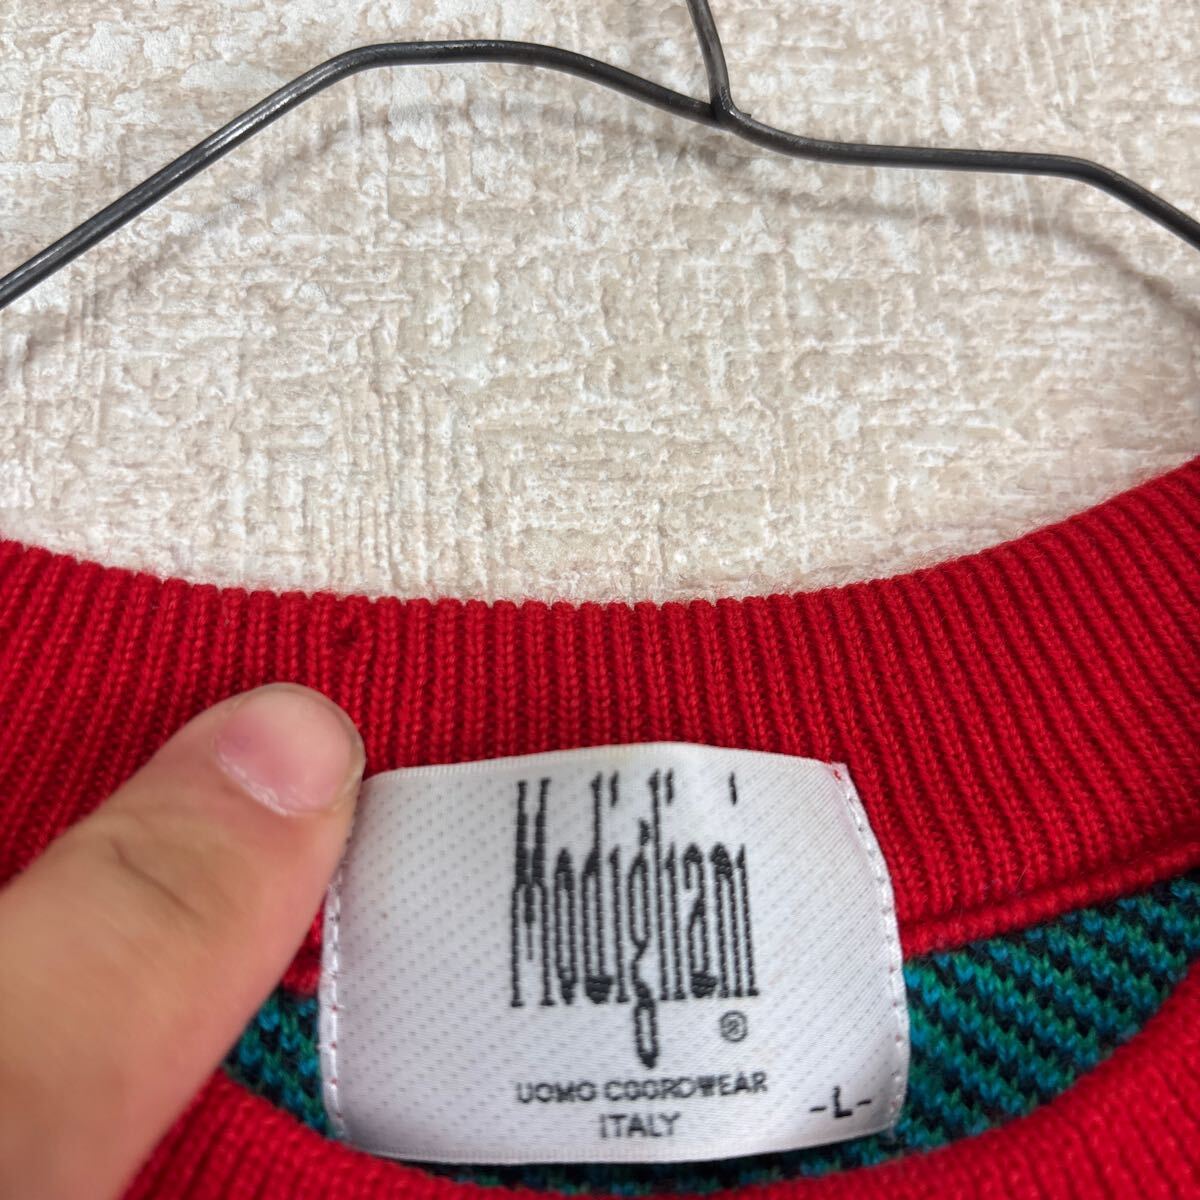 Modigliani
®
UOMO COORDWEAR
ITALY
-L-